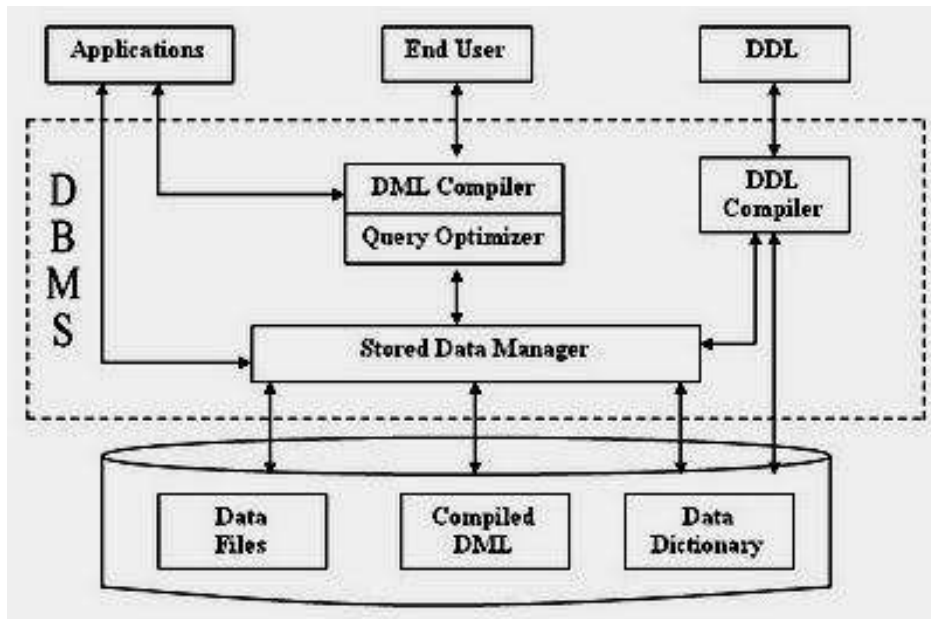 Applications
End User
DDL
D
B
M
S
DML Compiler
Query Optimizer
DDL
Compiler
Stored Data Manager
Data
Files
Compiled
DML
Data
Dictionary